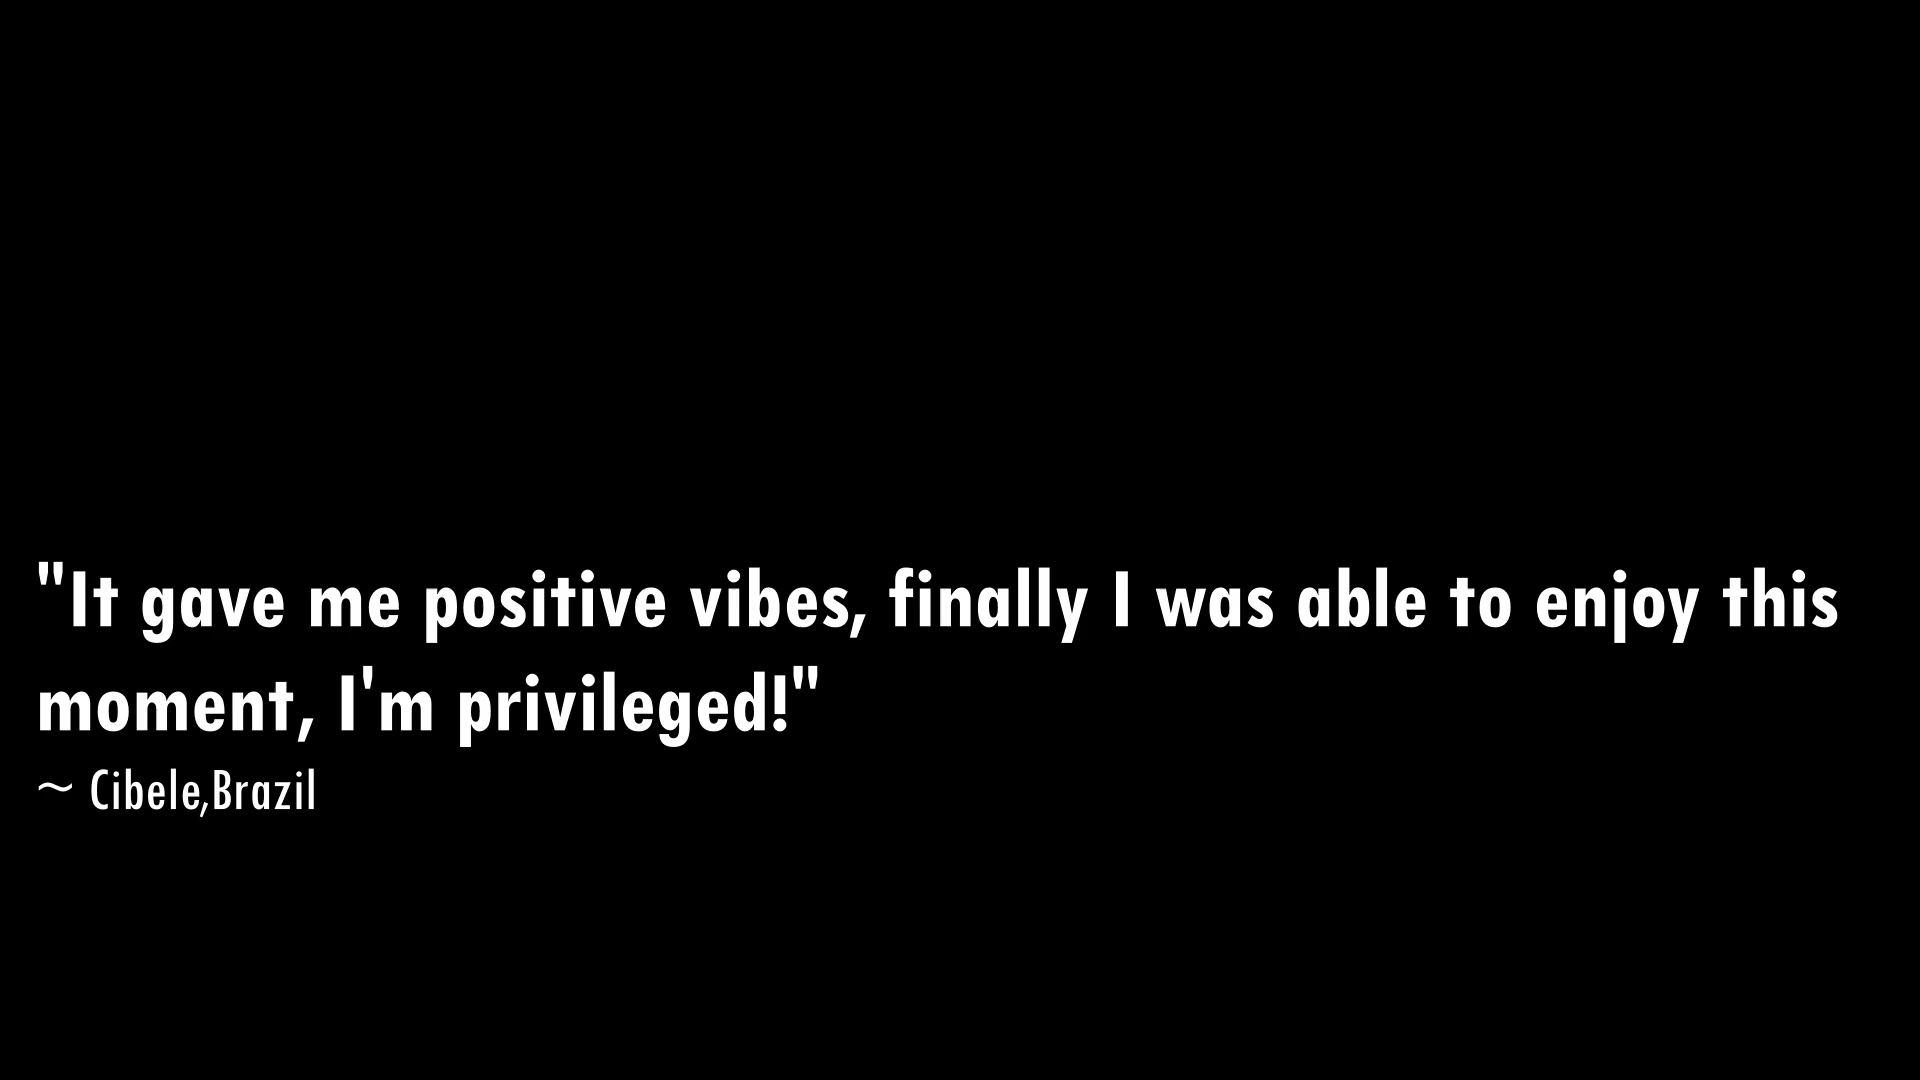 "It gave me positive vibes, finally I was able to enjoy this
moment, I'm privileged!"
~ Cibele,Brazil